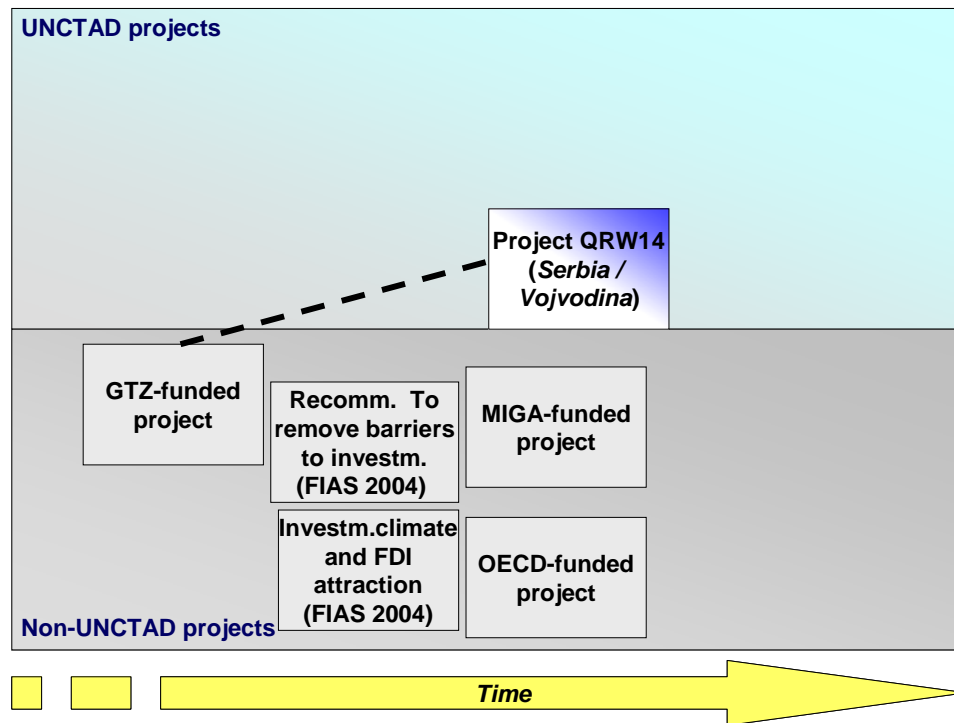 UNCTAD projects
Project QRW14
(Serbia /
Vojvodina)
GTZ-funded
project
Recomm. To
remove barriers
to investm.
(FIAS 2004)
MIGA-funded
project
Investm.climate
and FDI
attraction
(FIAS 2004)
OECD-funded
project
Non-UNCTAD projects
Time